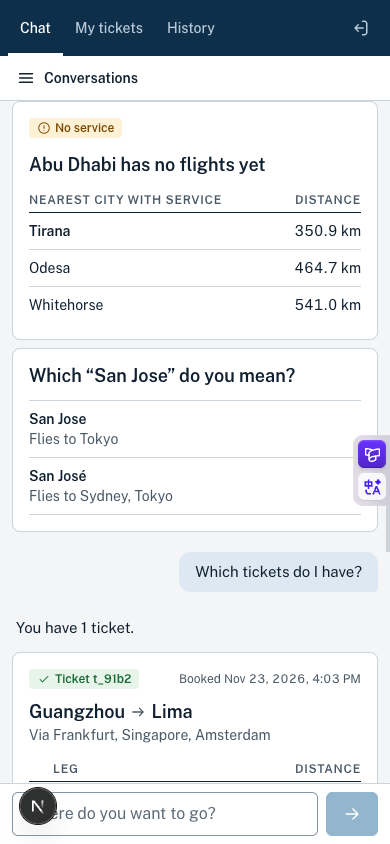 Chat My tickets History
Conversations
No service
Abu Dhabi has no flights yet
NEAREST CITY WITH SERVICE DISTANCE
Tirana 350.9 km
Odesa 464.7 km
Whitehorse 541.0 km
Which “San Jose” do you mean?
San Jose
Flies to Tokyo
San José
Flies to Sydney, Tokyo
Which tickets do I have?
You have 1 ticket.
Ticket t_91b2 Booked Nov 23, 2026, 4:03 PM
Guangzhou → Lima
Via Frankfurt, Singapore, Amsterdam
LEG DISTANCE
N ere do you want to go?